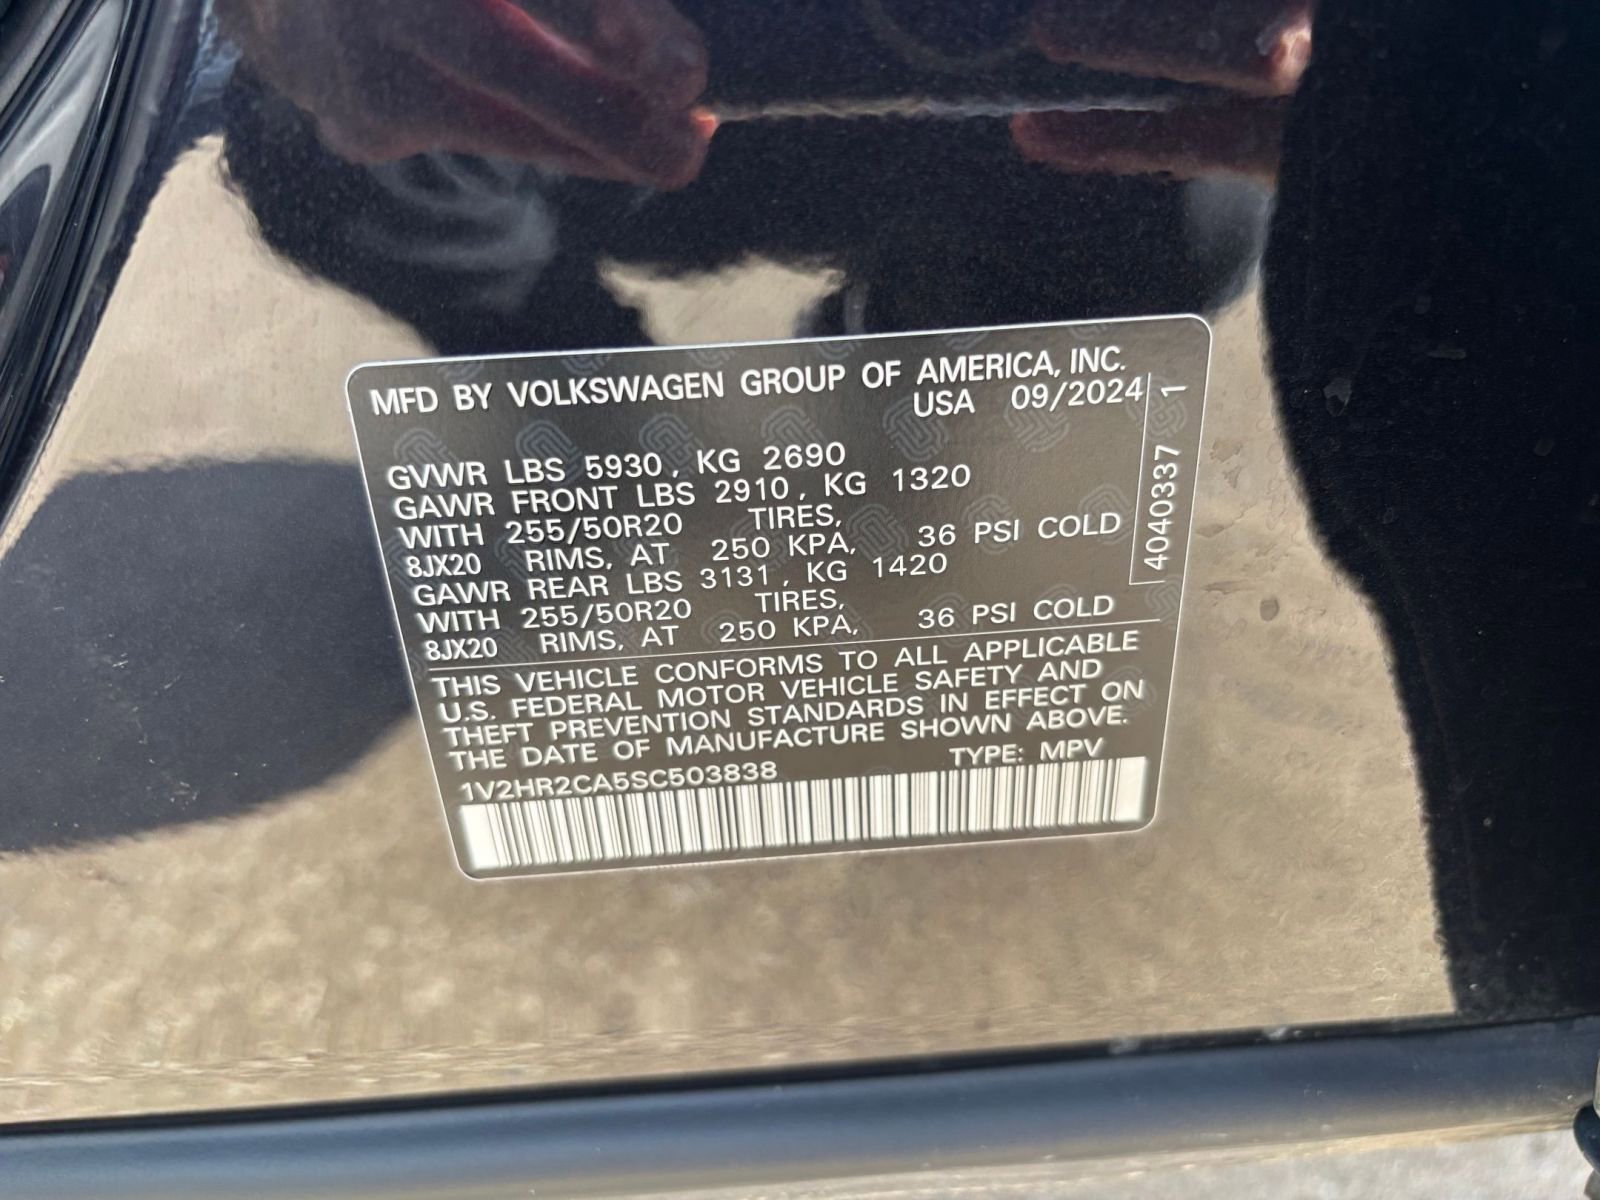 MFD BY VOLKSWAGEN GROUP OF AMERICA, INC.
USA 09/2024
GVWR LBS 5930, KG 2690
GAWR FRONT LBS 2910, KG 1320
WITH 255/50R20 TIRES,
8JX20 RIMS, AT 250 KPA, 36 PSI COLD
GAWR REAR LBS 3131, KG 1420
WITH 255/50R20 TIRES,
8JX20 RIMS, AT 250 KPA, 36 PSI COLD
THIS VEHICLE CONFORMS TO ALL APPLICABLE
U.S. FEDERAL MOTOR VEHICLE SAFETY AND
THEFT PREVENTION STANDARDS IN EFFECT ON
THE DATE OF MANUFACTURE SHOWN ABOVE.
1V2HR2CA5SC503838 TYPE: MPV
4040337 1